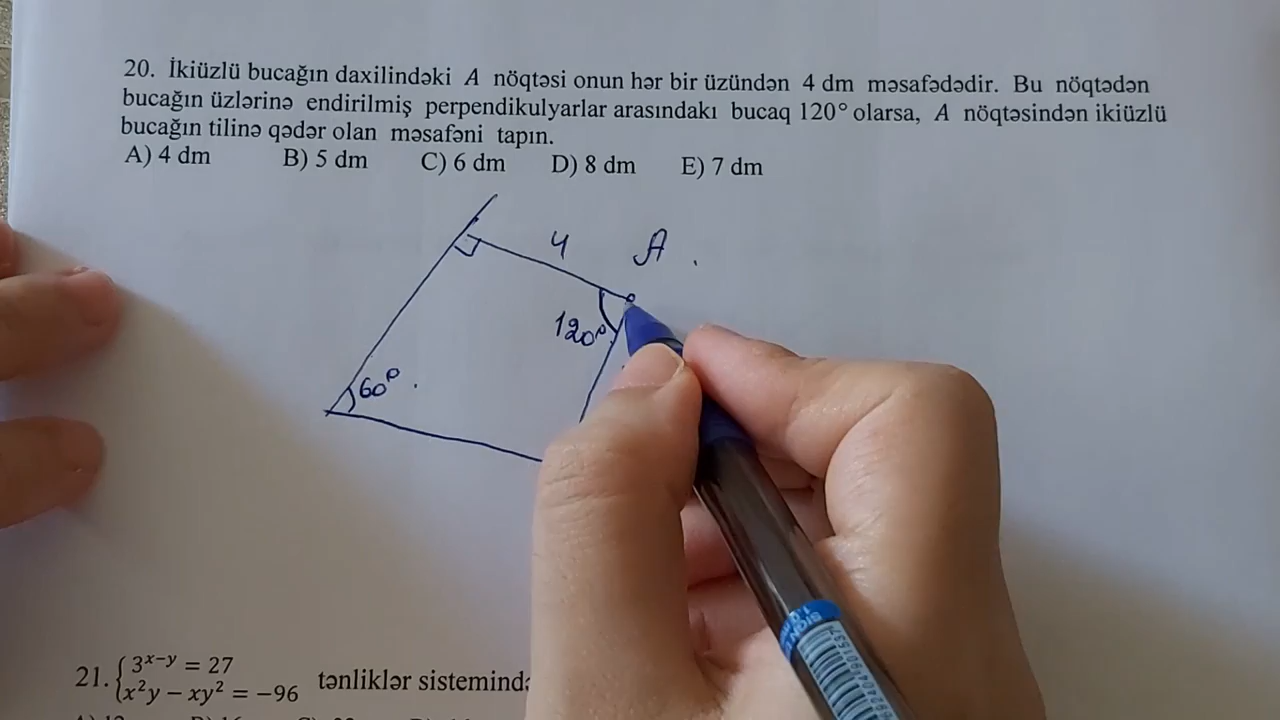 20. İkiüzlü bucağın daxilindəki A nöqtəsi onun hər bir üzündən 4 dm məsafədədir. Bu nöqtədən
bucağın üzlərinə endirilmiş perpendikulyarlar arasındakı bucaq 120° olarsa, A nöqtəsindən ikiüzlü
bucağın tilinə qədər olan məsafəni tapın.
A) 4 dm B) 5 dm C) 6 dm D) 8 dm E) 7 dm
4 A
120°
60°
21. {3^{x-y} = 27
{x²y − xy² = −96 tənliklər sistemində